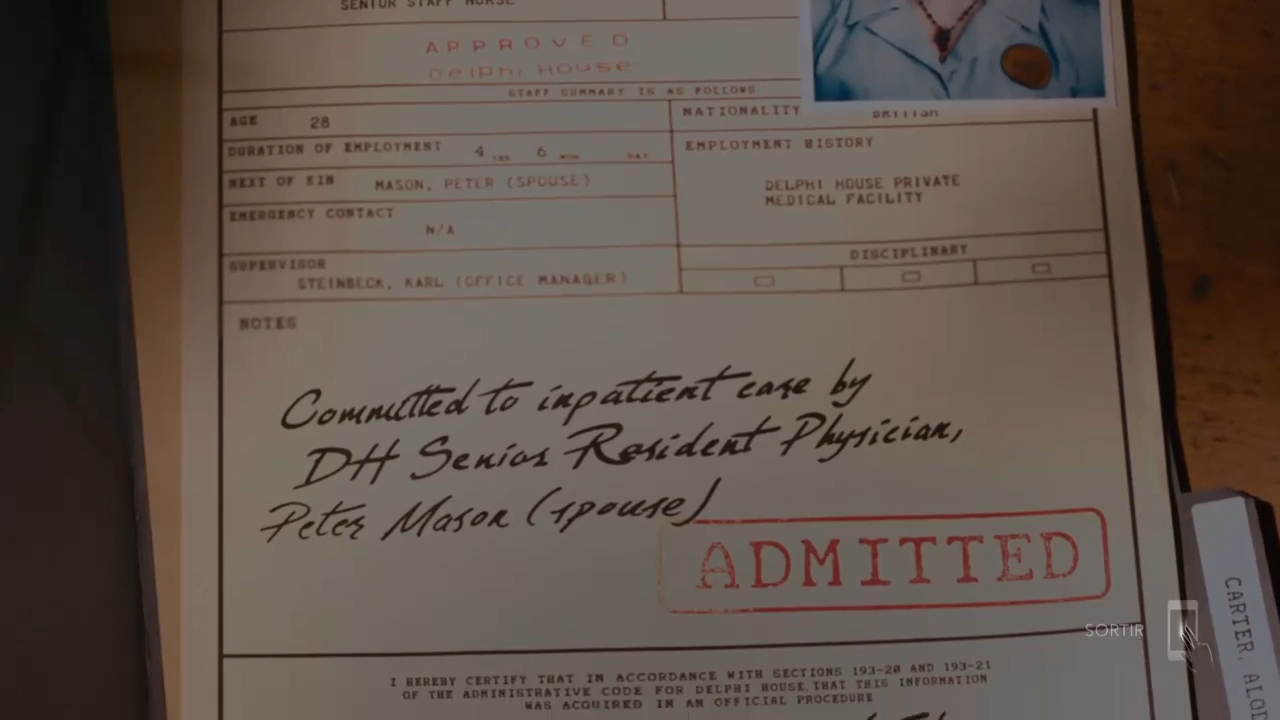 SENIOR STAFF NURSE
APPROVED
Delphi House
STAFF SUMMARY IS AS FOLLOWS
AGE 28
NATIONALITY BRITISH
DURATION OF EMPLOYMENT 4 YRS 6 MON DAY
EMPLOYMENT HISTORY
NEXT OF KIN MASON, PETER (SPOUSE)
DELPHI HOUSE PRIVATE
MEDICAL FACILITY
EMERGENCY CONTACT
N/A
DISCIPLINARY
SUPERVISOR
STEINBECK, KARL (OFFICE MANAGER)
NOTES
Committed to inpatient care by
DH Senior Resident Physician,
Peter Mason (spouse)
ADMITTED
SORTIR
CARTER,
I HEREBY CERTIFY THAT IN ACCORDANCE WITH SECTIONS 193-20 AND 193-21
OF THE ADMINISTRATIVE CODE FOR DELPHI HOUSE, THAT THIS INFORMATION
WAS ACQUIRED IN AN OFFICIAL PROCEDURE